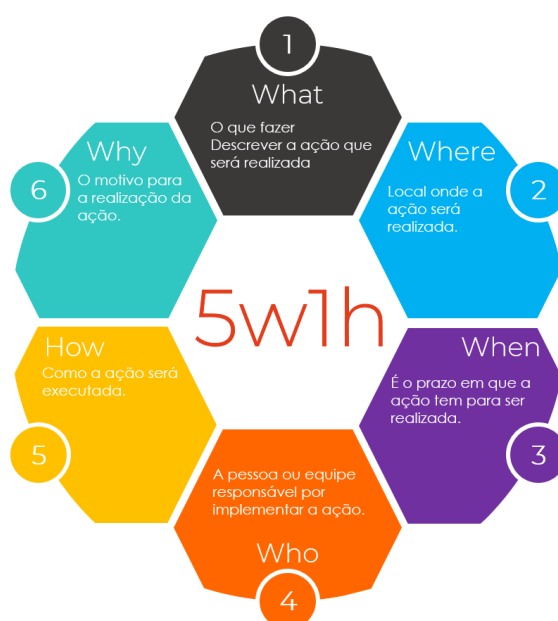 1
What
O que fazer
Descrever a ação que
será realizada
Where
2
Local onde a
ação será
realizada.
When
É o prazo em que a
ação tem para ser
realizada.
3
A pessoa ou equipe
responsável por
implementar a ação.
Who
4
How
Como a ação será
executada.
5
Why
6
O motivo para
a realização da
ação.
5w1h